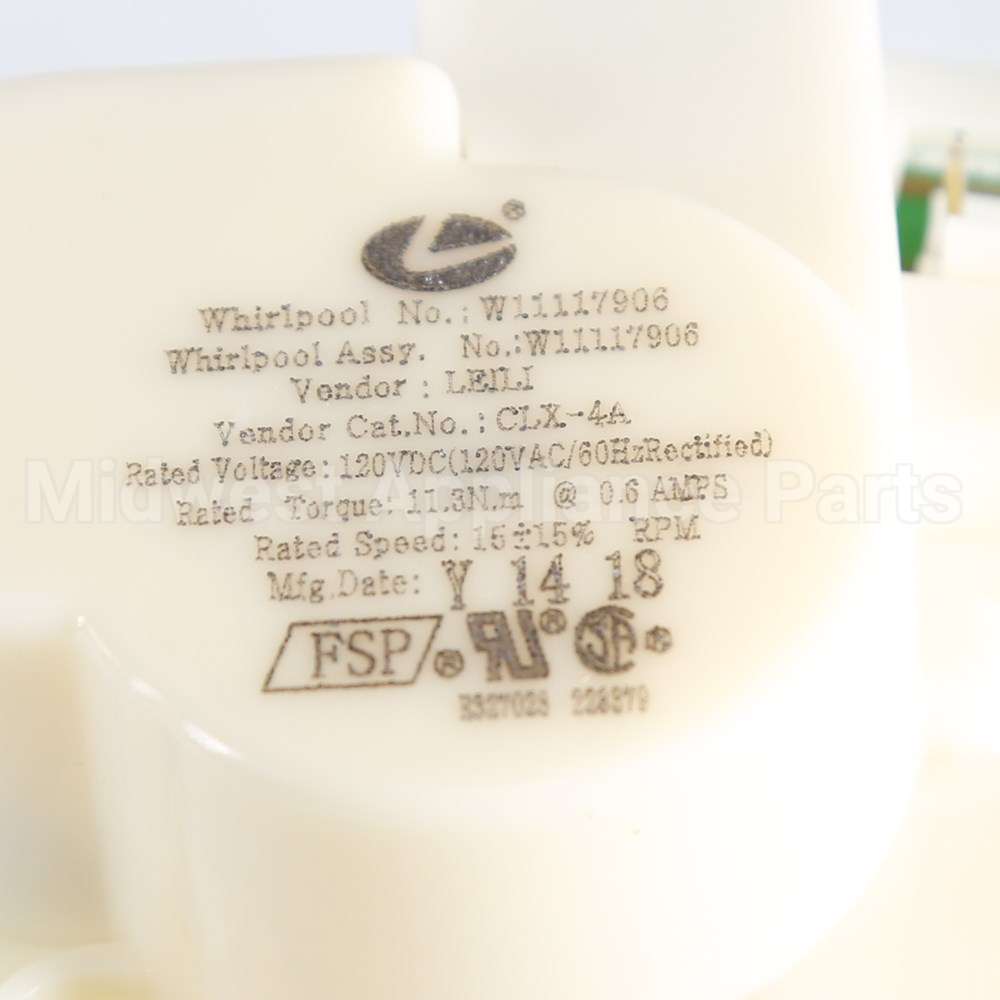 ®
Whirlpool No.: W11117906
Whirlpool Assy. No.:W11117906
Vendor : LEILI
Vendor Cat.No.: CLX-4A
Rated Voltage: 120VDC(120VAC/60HzRectified)
Rated Torque: 11.3N.m @ 0.6 AMPS
Rated Speed: 15±15% RPM
Mfg.Date: Y 14 18
FSP®
Midwest Appliance Parts